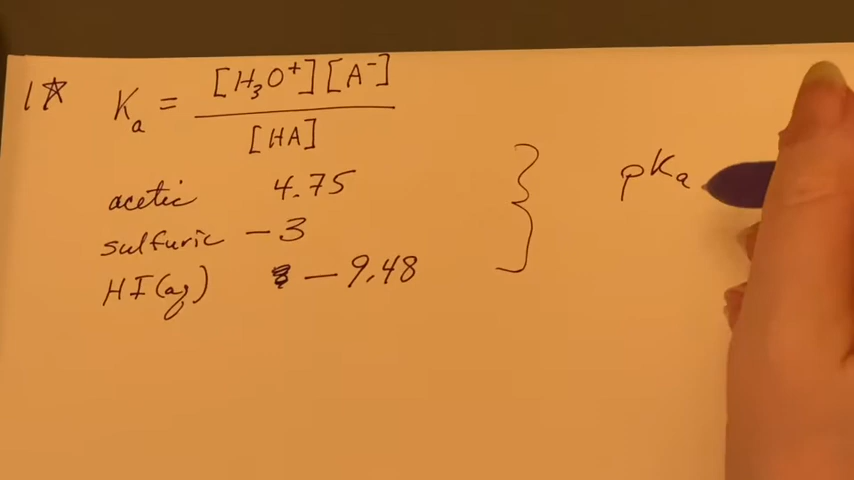 1☆ Ka = [H3O+][A-]
[HA]
acetic 4.75
sulfuric -3 } pKa
HI(aq) -9.48